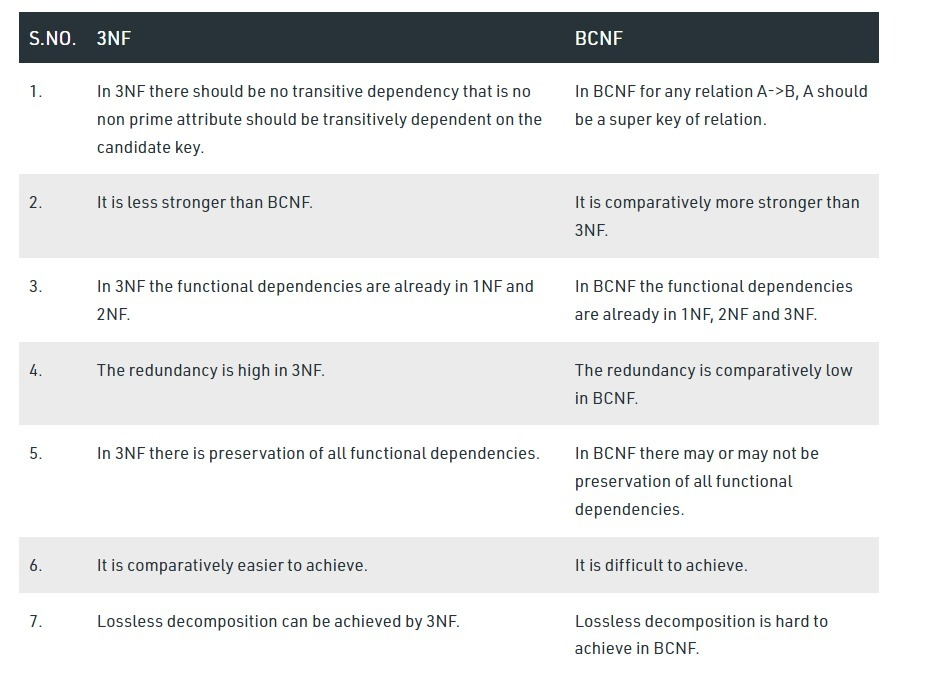 S.NO. 3NF BCNF
1. In 3NF there should be no transitive dependency that is no In BCNF for any relation A->B, A should
non prime attribute should be transitively dependent on the be a super key of relation.
candidate key.
2. It is less stronger than BCNF. It is comparatively more stronger than
3NF.
3. In 3NF the functional dependencies are already in 1NF and In BCNF the functional dependencies
2NF. are already in 1NF, 2NF and 3NF.
4. The redundancy is high in 3NF. The redundancy is comparatively low
in BCNF.
5. In 3NF there is preservation of all functional dependencies. In BCNF there may or may not be
preservation of all functional
dependencies.
6. It is comparatively easier to achieve. It is difficult to achieve.
7. Lossless decomposition can be achieved by 3NF. Lossless decomposition is hard to
achieve in BCNF.